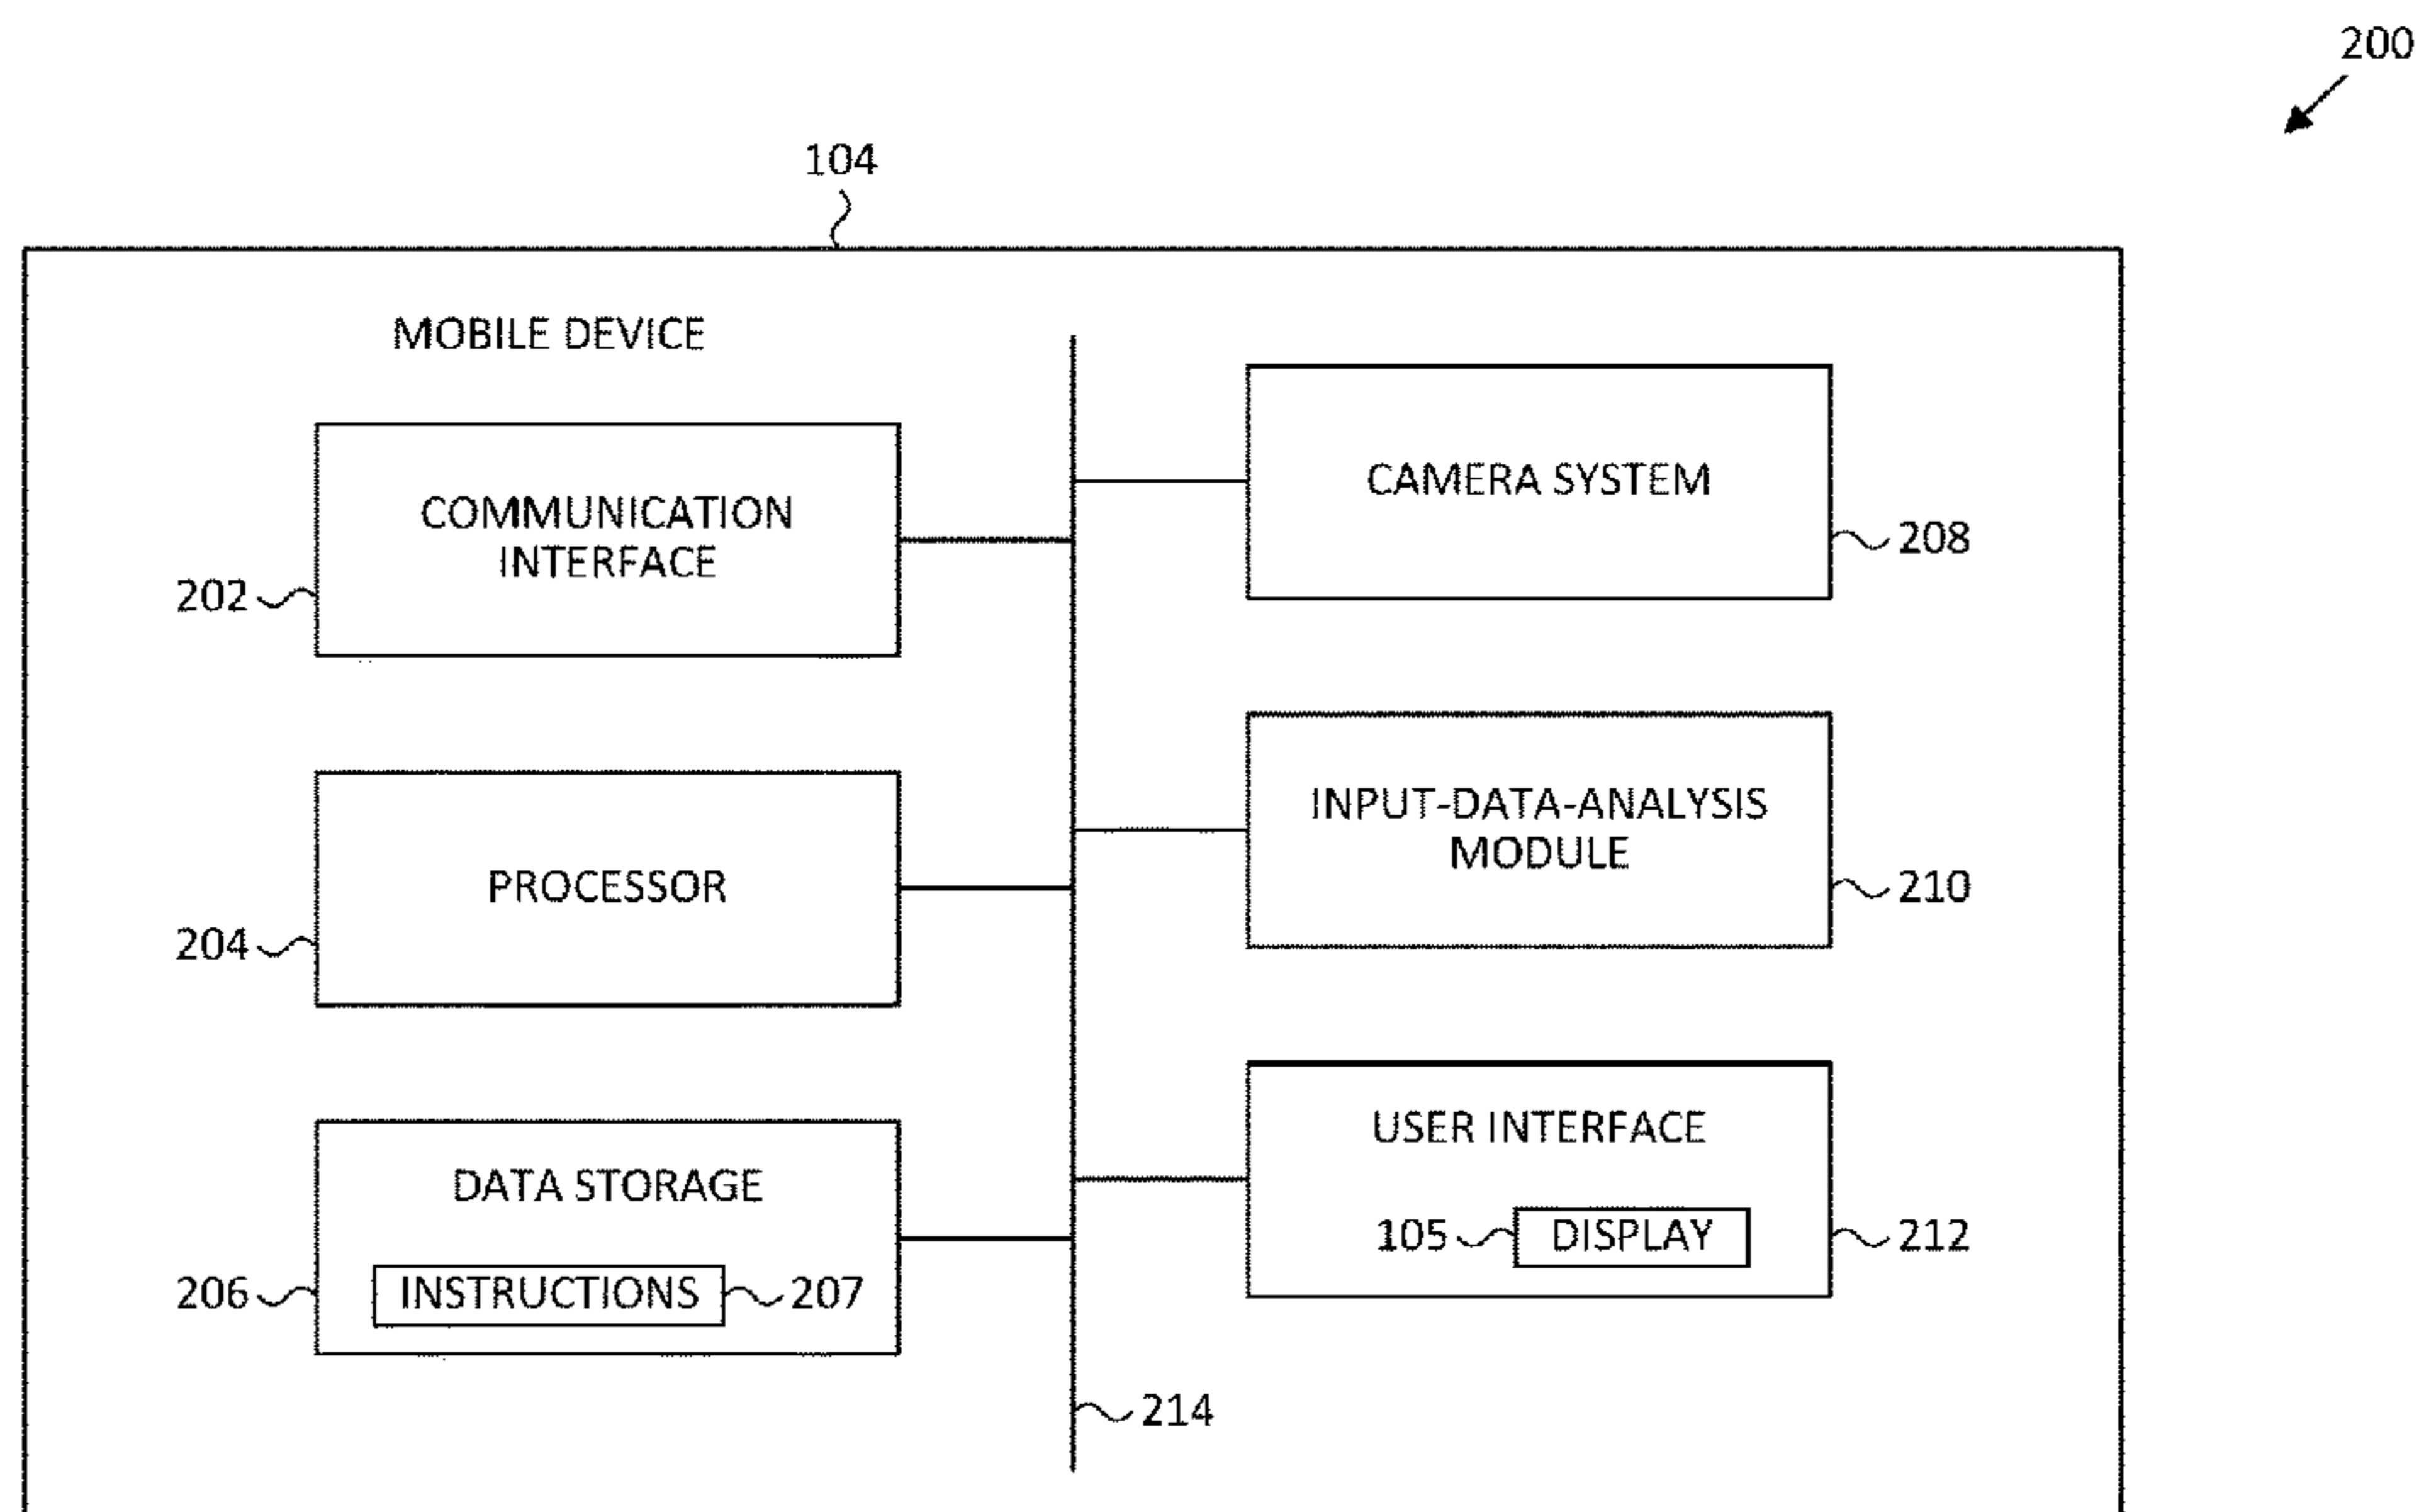 200
104
MOBILE DEVICE
COMMUNICATION
INTERFACE
202
CAMERA SYSTEM
208
PROCESSOR
204
INPUT-DATA-ANALYSIS
MODULE
210
DATA STORAGE
206
INSTRUCTIONS
207
USER INTERFACE
105
DISPLAY
212
214